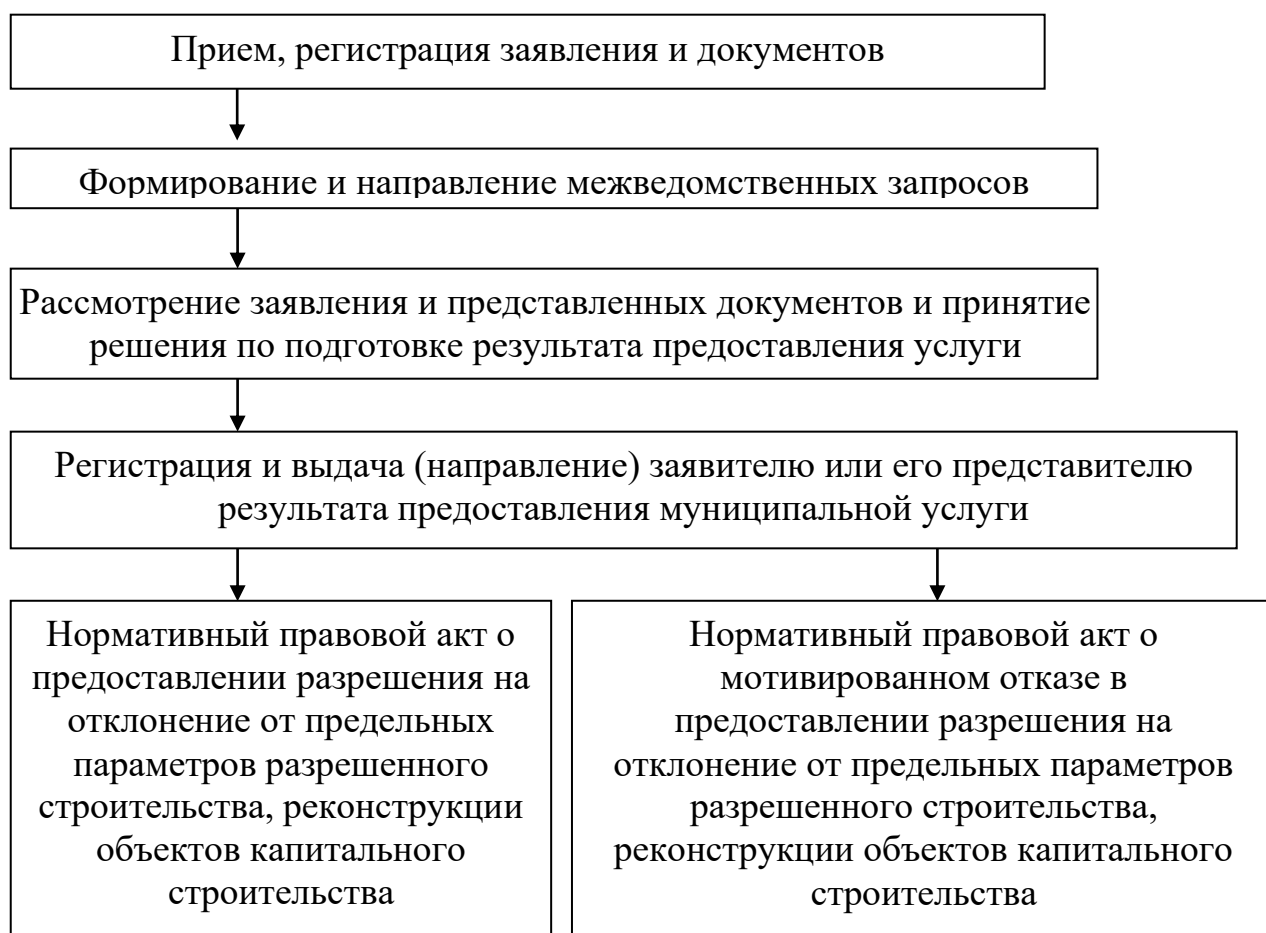 Прием, регистрация заявления и документов
Формирование и направление межведомственных запросов
Рассмотрение заявления и представленных документов и принятие
решения по подготовке результата предоставления услуги
Регистрация и выдача (направление) заявителю или его представителю
результата предоставления муниципальной услуги
Нормативный правовой акт о
предоставлении разрешения на
отклонение от предельных
параметров разрешенного
строительства, реконструкции
объектов капитального
строительства
Нормативный правовой акт о
мотивированном отказе в
предоставлении разрешения на
отклонение от предельных параметров
разрешенного строительства,
реконструкции объектов капитального
строительства